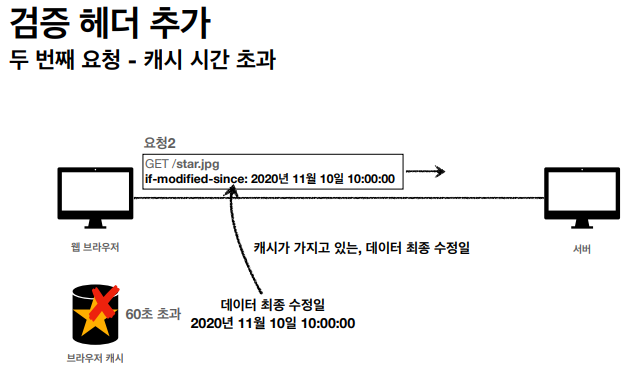 검증 헤더 추가
두 번째 요청 - 캐시 시간 초과
요청2
GET /star.jpg
if-modified-since: 2020년 11월 10일 10:00:00
웹 브라우저
캐시가 가지고 있는, 데이터 최종 수정일
서버
60초 초과
데이터 최종 수정일
2020년 11월 10일 10:00:00
브라우저 캐시